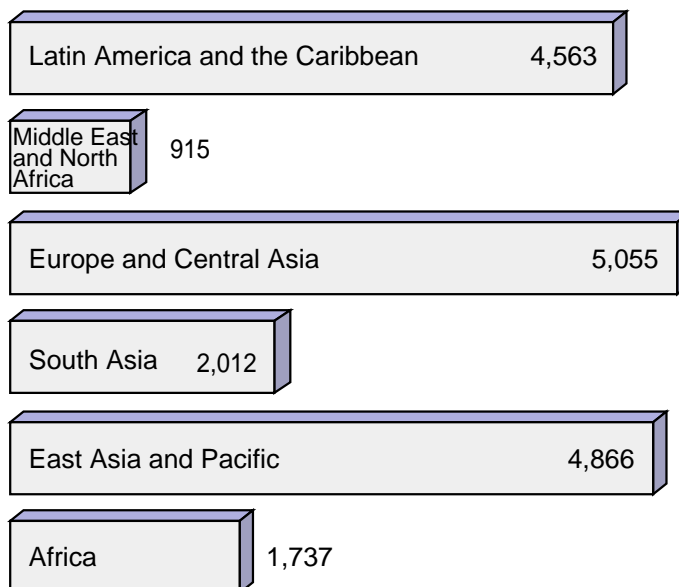 Latin America and the Caribbean 4,563
Middle East
and North
Africa
915
Europe and Central Asia 5,055
South Asia 2,012
East Asia and Pacific 4,866
Africa 1,737